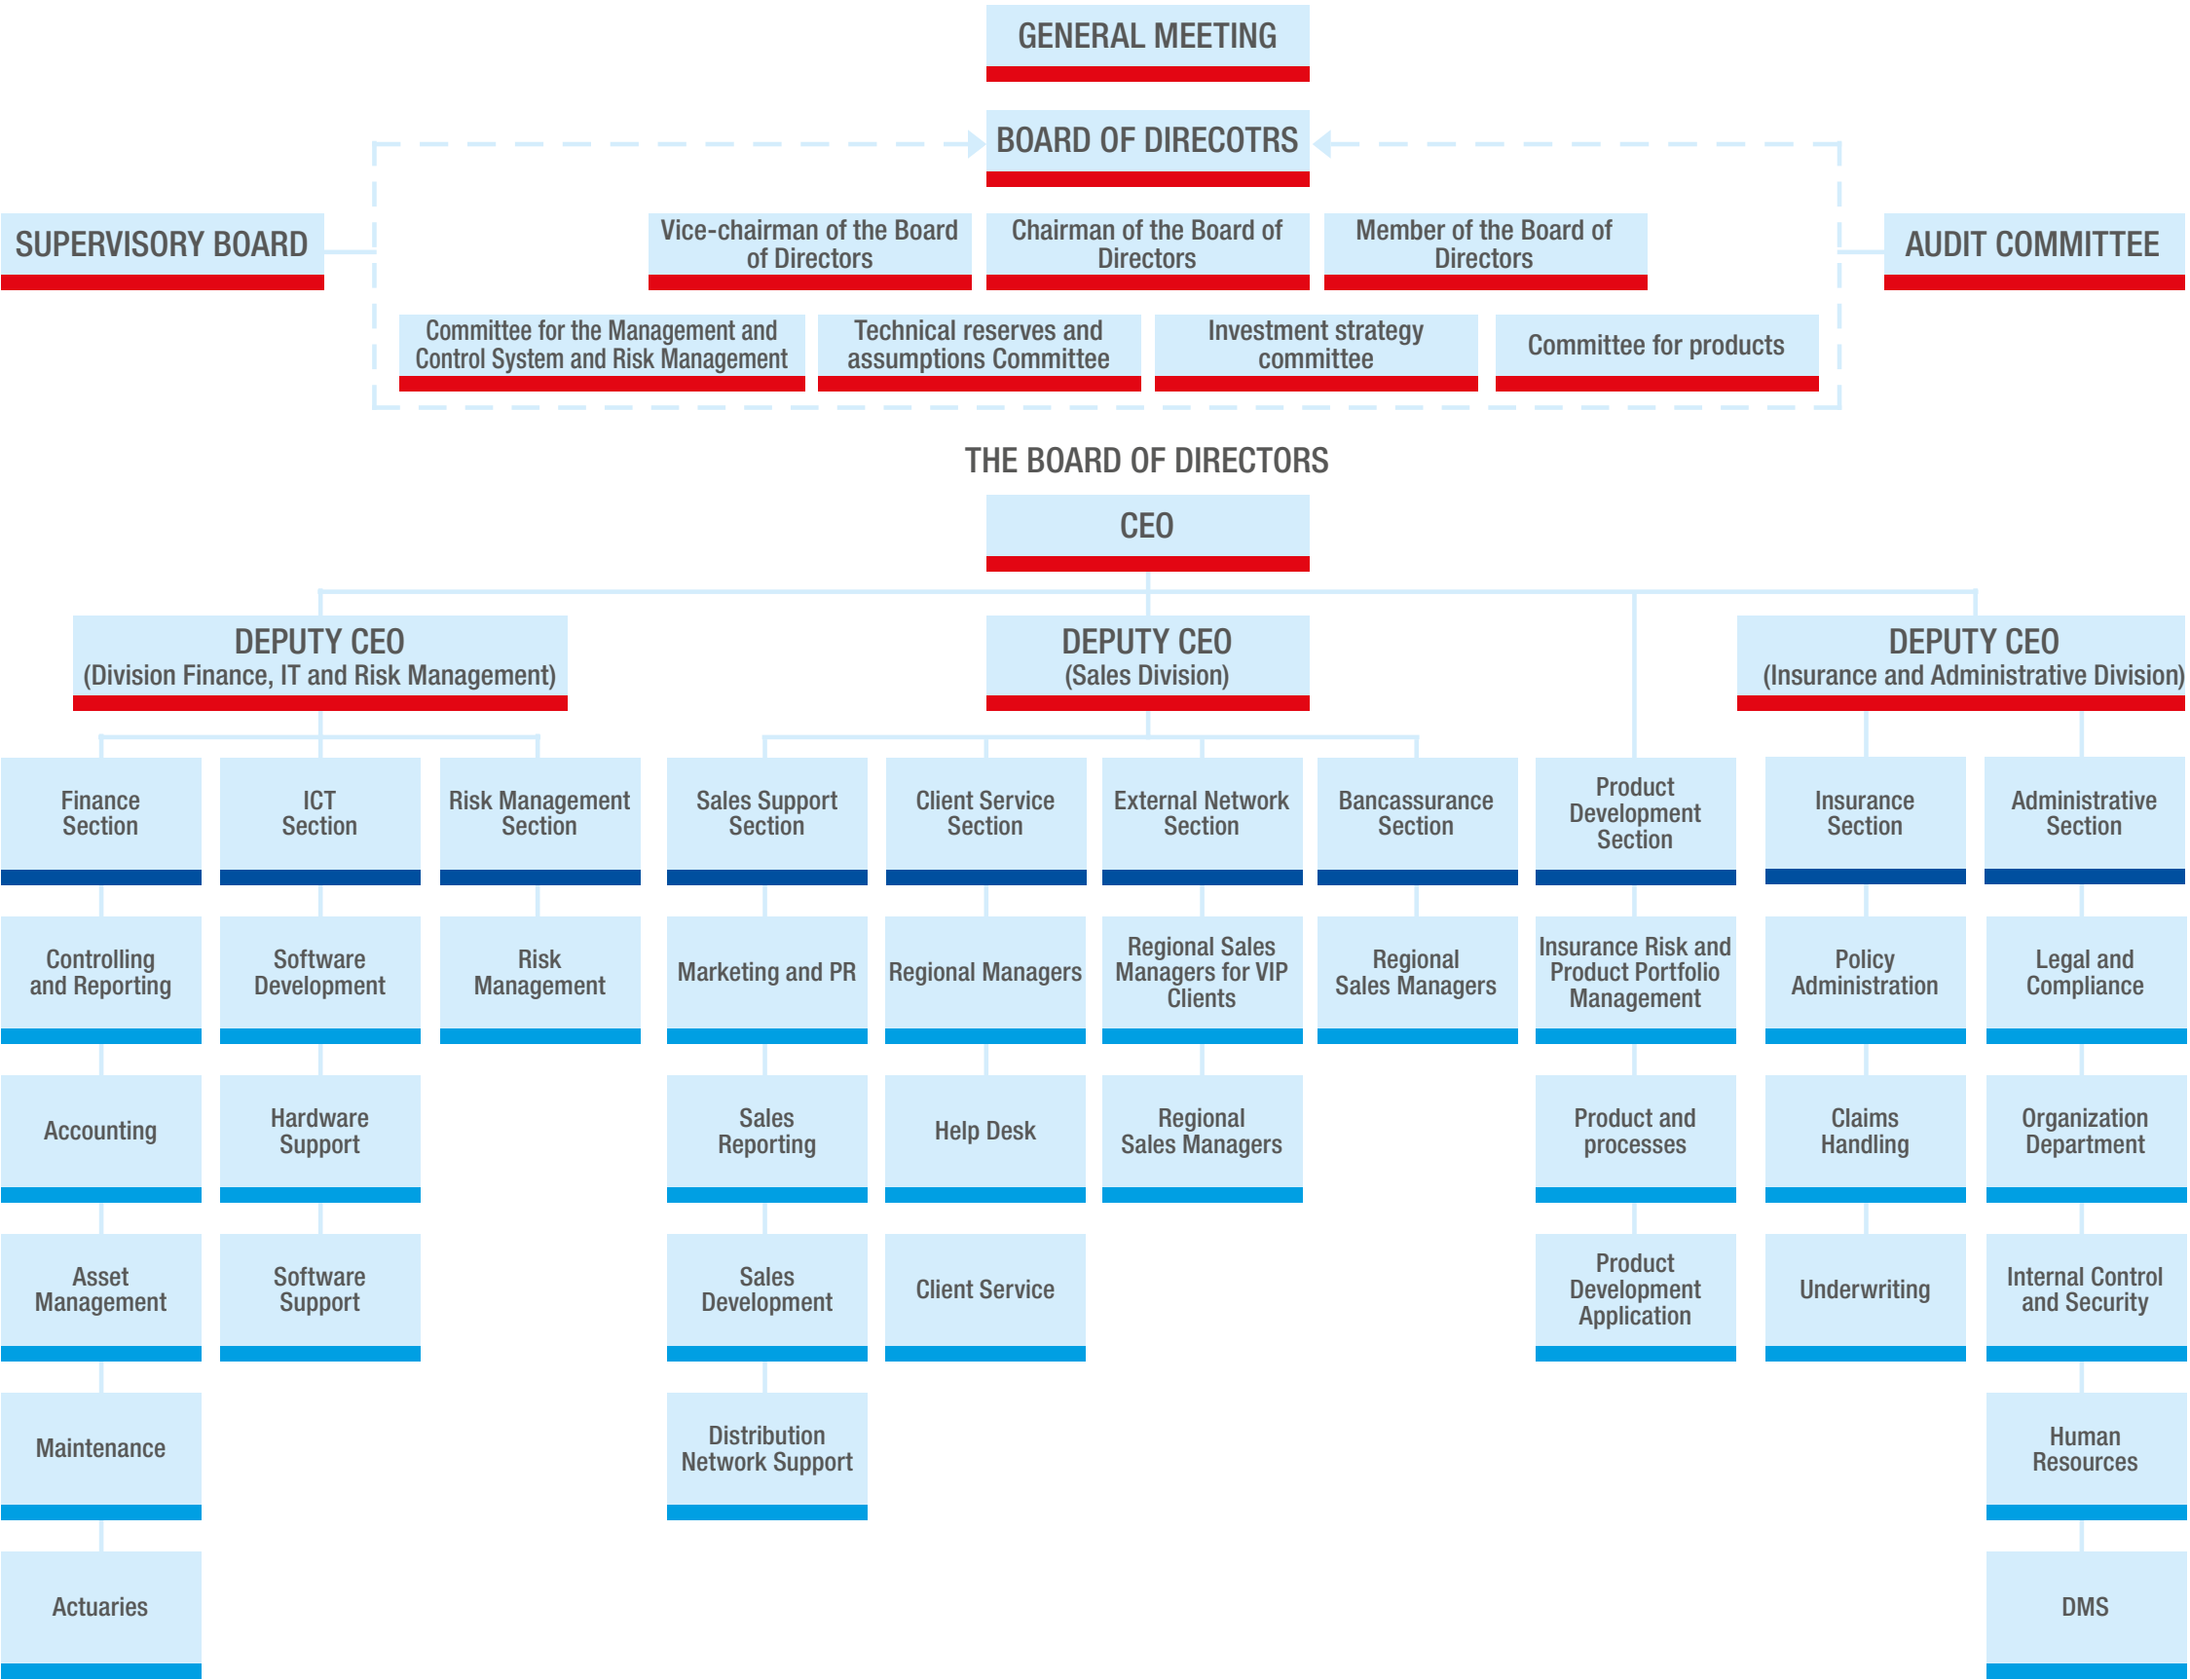 GENERAL MEETING
BOARD OF DIRECOTRS
SUPERVISORY BOARD
Vice-chairman of the Board
of Directors
Chairman of the Board of
Directors
Member of the Board of
Directors
AUDIT COMMITTEE
Committee for the Management and
Control System and Risk Management
Technical reserves and
assumptions Committee
Investment strategy
committee
Committee for products
THE BOARD OF DIRECTORS
CEO
DEPUTY CEO
(Division Finance, IT and Risk Management)
DEPUTY CEO
(Sales Division)
DEPUTY CEO
(Insurance and Administrative Division)
Finance
Section
ICT
Section
Risk Management
Section
Sales Support
Section
Client Service
Section
External Network
Section
Bancassurance
Section
Product
Development
Section
Insurance
Section
Administrative
Section
Controlling
and Reporting
Software
Development
Risk
Management
Marketing and PR
Regional Managers
Regional Sales
Managers for VIP
Clients
Regional
Sales Managers
Insurance Risk and
Product Portfolio
Management
Policy
Administration
Legal and
Compliance
Accounting
Hardware
Support
Sales
Reporting
Help Desk
Regional
Sales Managers
Product and
processes
Claims
Handling
Organization
Department
Asset
Management
Software
Support
Sales
Development
Client Service
Product
Development
Application
Underwriting
Internal Control
and Security
Maintenance
Distribution
Network Support
Human
Resources
Actuaries
DMS